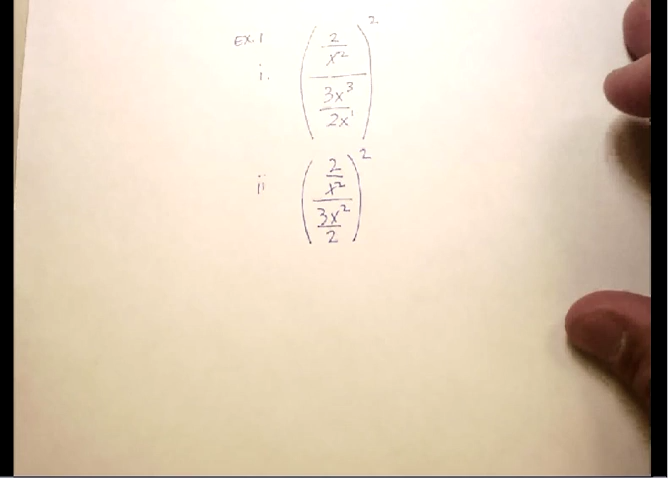 Ex. 1
i. ( (2/x²) / (3x³/2x¹) )²
ii ( (2/x²) / (3x²/2) )²